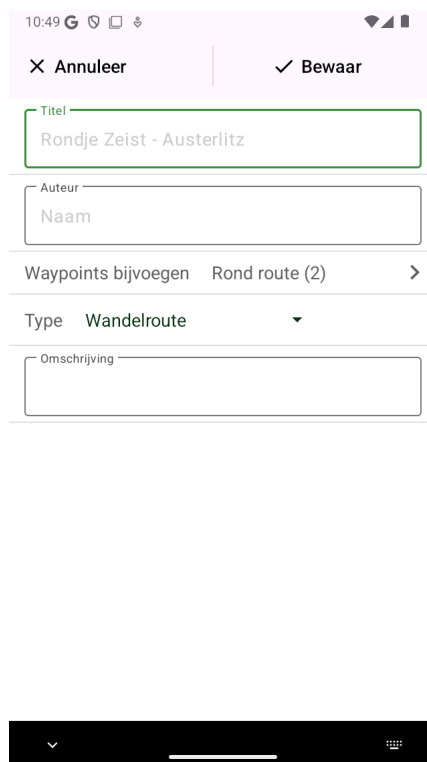 10:49
Annuleer
Bewaar
Titel
Rondje Zeist - Austerlitz
Auteur
Naam
Waypoints bijvoegen Rond route (2)
Type Wandelroute
Omschrijving